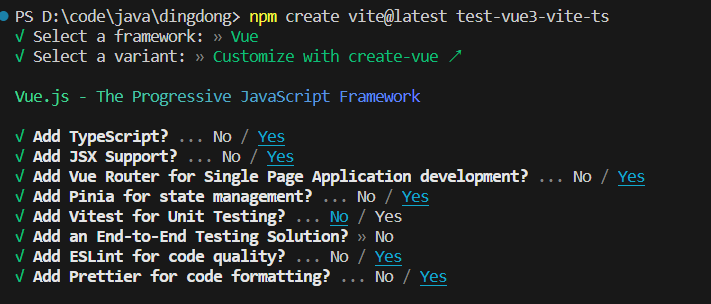 PS D:\code\java\dingdong> npm create vite@latest test-vue3-vite-ts
√ Select a framework: » Vue
√ Select a variant: » Customize with create-vue ↗
Vue.js - The Progressive JavaScript Framework
√ Add TypeScript? ... No / Yes
√ Add JSX Support? ... No / Yes
√ Add Vue Router for Single Page Application development? ... No / Yes
√ Add Pinia for state management? ... No / Yes
√ Add Vitest for Unit Testing? ... No / Yes
√ Add an End-to-End Testing Solution? » No
√ Add ESLint for code quality? ... No / Yes
√ Add Prettier for code formatting? ... No / Yes